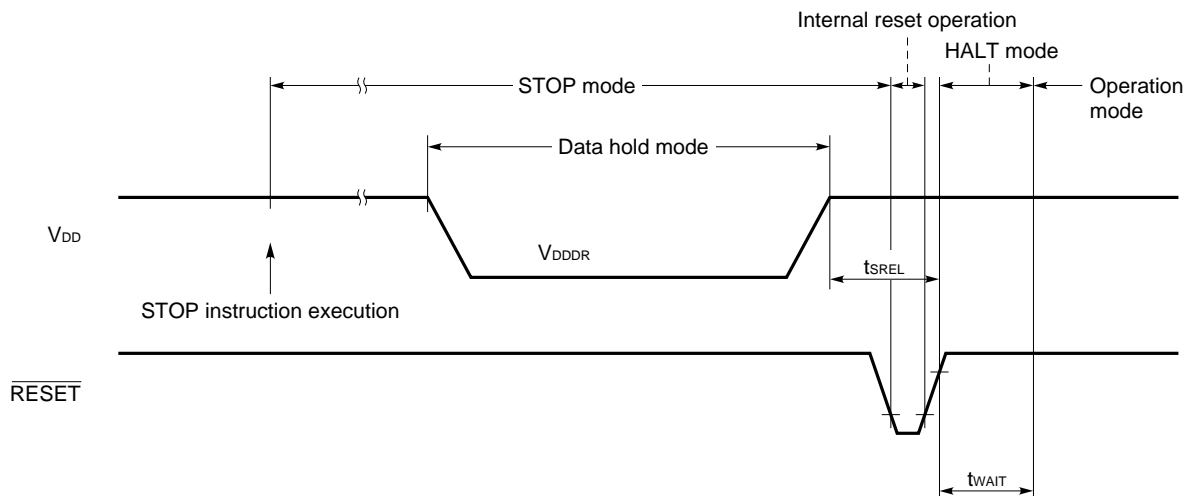 Internal reset operation
HALT mode
STOP mode
Operation
mode
Data hold mode
VDD
VDDDR
tSREL
STOP instruction execution
RESET
tWAIT